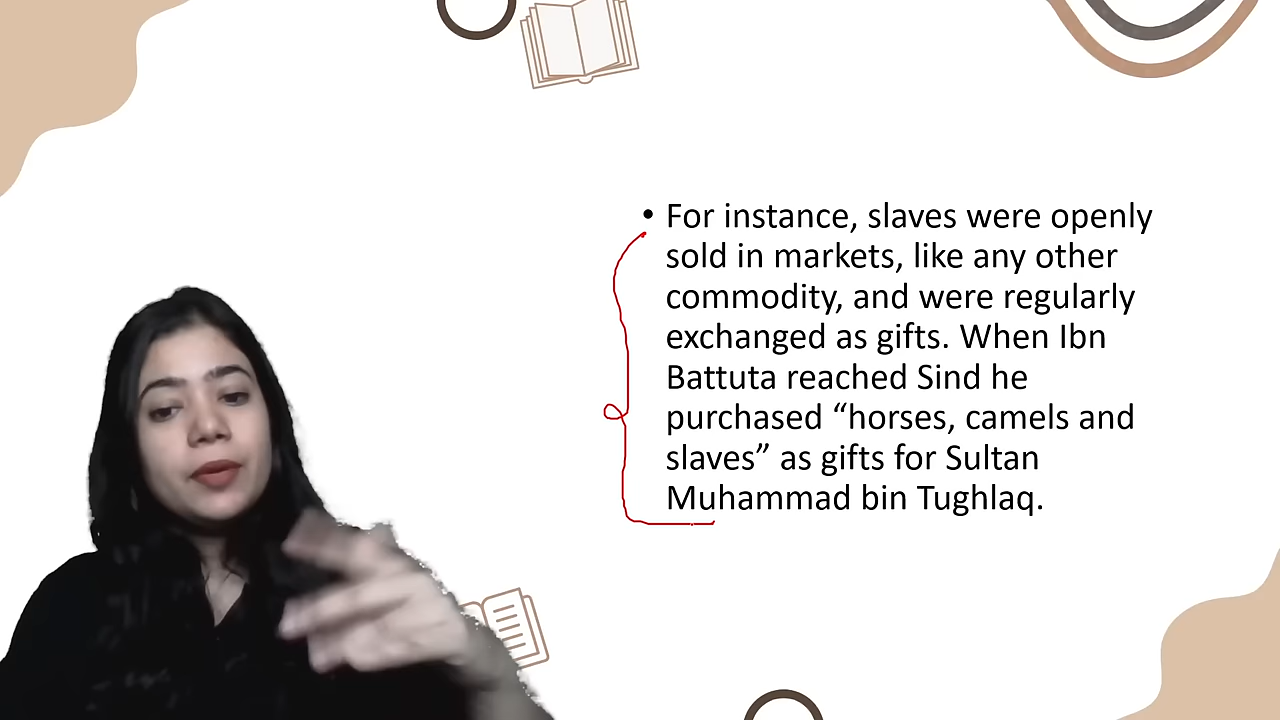 • For instance, slaves were openly
sold in markets, like any other
commodity, and were regularly
exchanged as gifts. When Ibn
Battuta reached Sind he
purchased “horses, camels and
slaves” as gifts for Sultan
Muhammad bin Tughlaq.